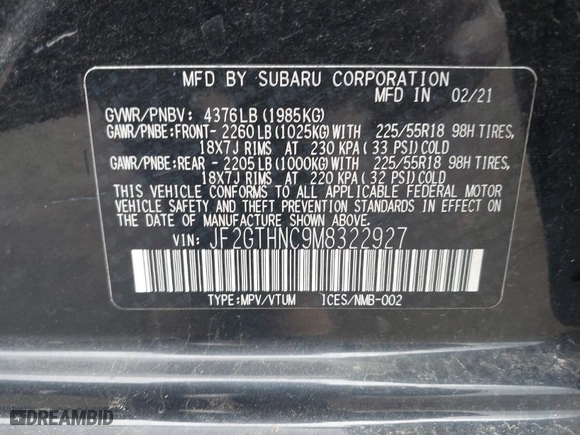 MFD BY SUBARU CORPORATION
MFD IN 02/21
GVWR/PNBV: 4376LB (1985KG)
GAWR/PNBE:FRONT- 2260LB (1025KG)WITH 225/55R18 98H TIRES,
18X7J RIMS AT 230 KPA(33 PSI)COLD
GAWR/PNBE:REAR - 2205LB (1000KG)WITH 225/55R18 98H TIRES,
18X7J RIMS AT 220 KPA(32 PSI)COLD
THIS VEHICLE CONFORMS TO ALL APPLICABLE FEDERAL MOTOR
VEHICLE SAFETY AND THEFT PREVENTION STANDARDS IN EFFECT
ON THE DATE OF MANUFACTURE SHOWN ABOVE.
VIN: JF2GTHNC9M8322927
TYPE:MPV/VTUM ICES/NMB-002
DREAMBID